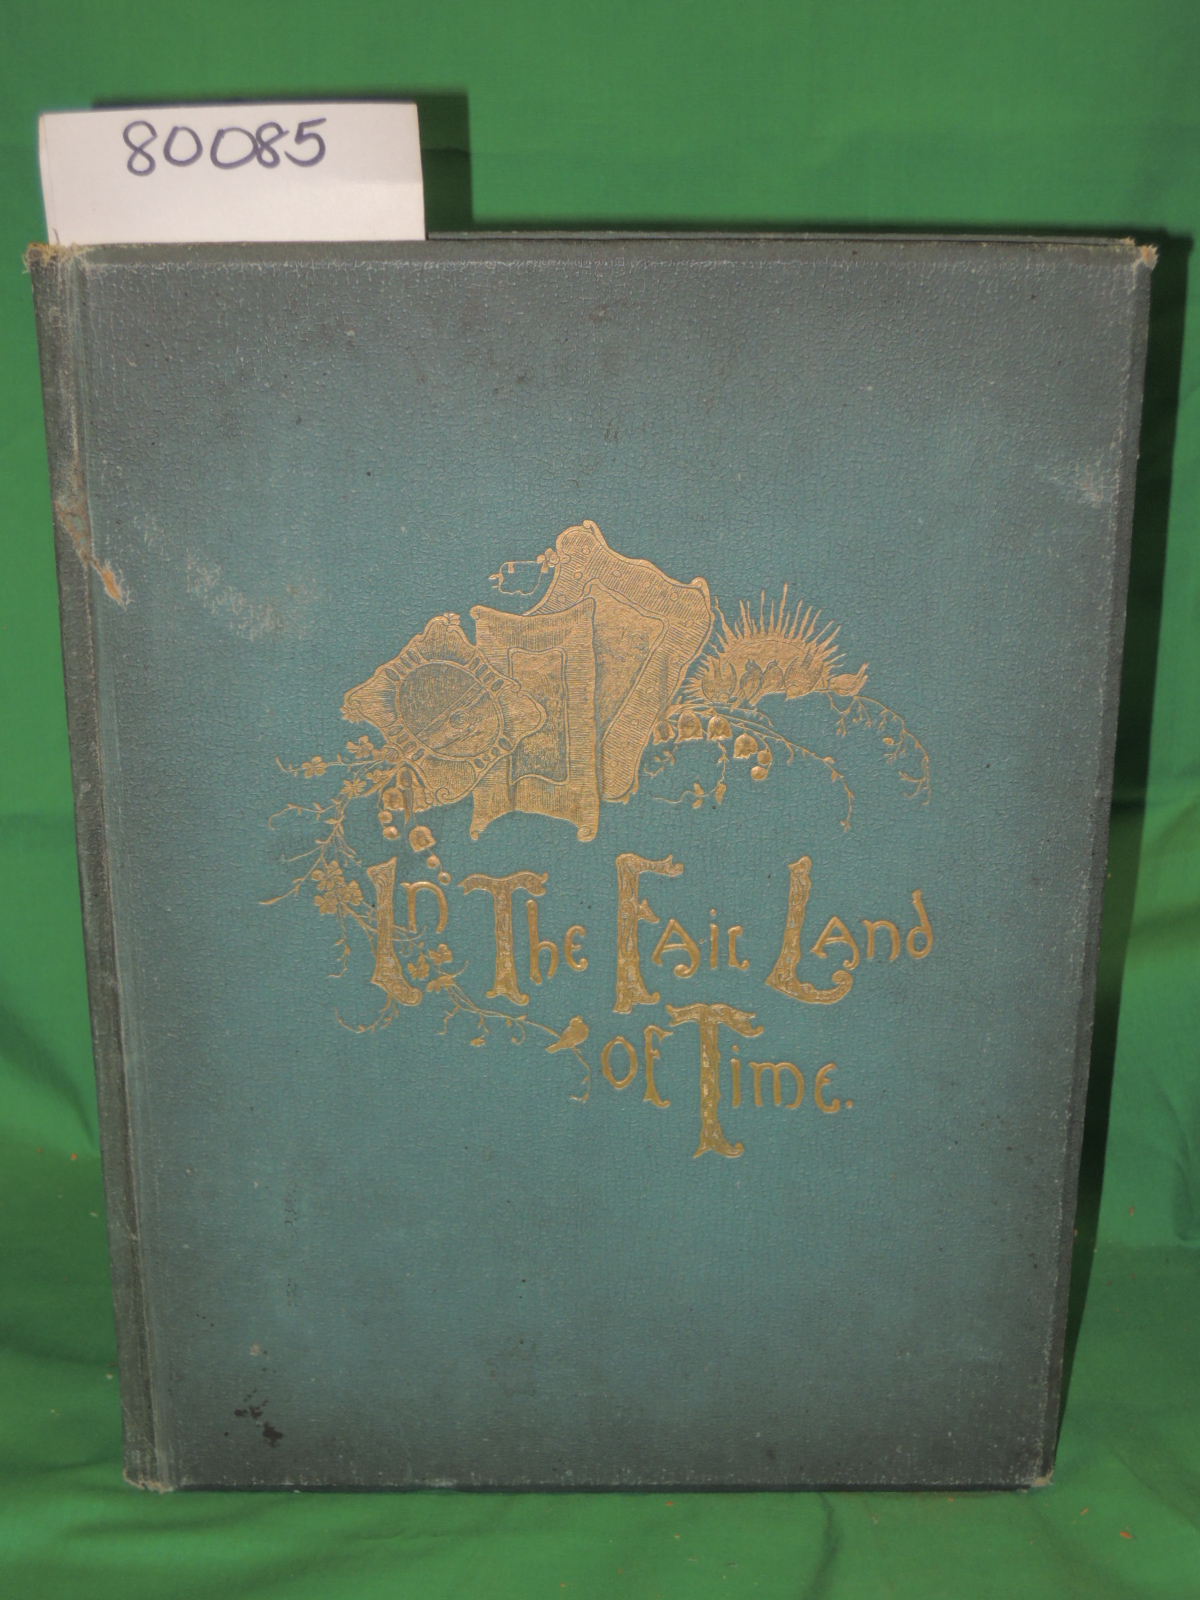 80085
In The Fair Land
of Time.